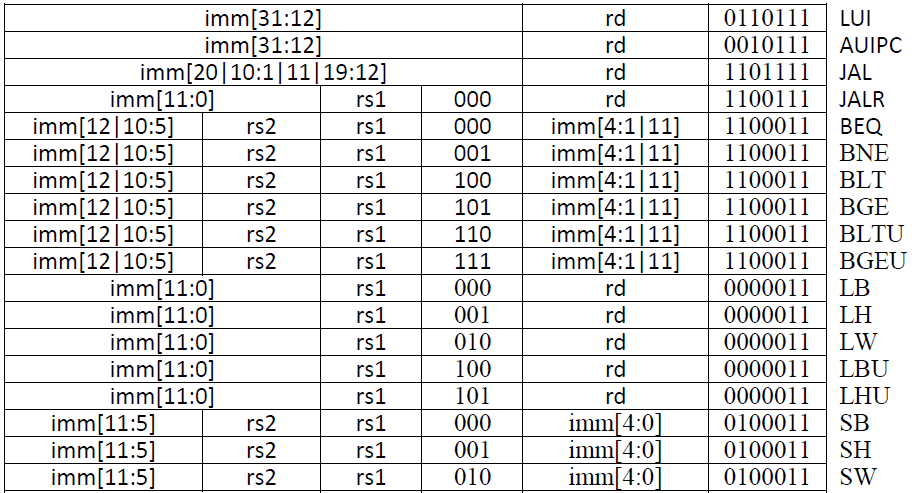 imm[31:12] rd 0110111 LUI
imm[31:12] rd 0010111 AUIPC
imm[20|10:1|11|19:12] rd 1101111 JAL
imm[11:0] rs1 000 rd 1100111 JALR
imm[12|10:5] rs2 rs1 000 imm[4:1|11] 1100011 BEQ
imm[12|10:5] rs2 rs1 001 imm[4:1|11] 1100011 BNE
imm[12|10:5] rs2 rs1 100 imm[4:1|11] 1100011 BLT
imm[12|10:5] rs2 rs1 101 imm[4:1|11] 1100011 BGE
imm[12|10:5] rs2 rs1 110 imm[4:1|11] 1100011 BLTU
imm[12|10:5] rs2 rs1 111 imm[4:1|11] 1100011 BGEU
imm[11:0] rs1 000 rd 0000011 LB
imm[11:0] rs1 001 rd 0000011 LH
imm[11:0] rs1 010 rd 0000011 LW
imm[11:0] rs1 100 rd 0000011 LBU
imm[11:0] rs1 101 rd 0000011 LHU
imm[11:5] rs2 rs1 000 imm[4:0] 0100011 SB
imm[11:5] rs2 rs1 001 imm[4:0] 0100011 SH
imm[11:5] rs2 rs1 010 imm[4:0] 0100011 SW